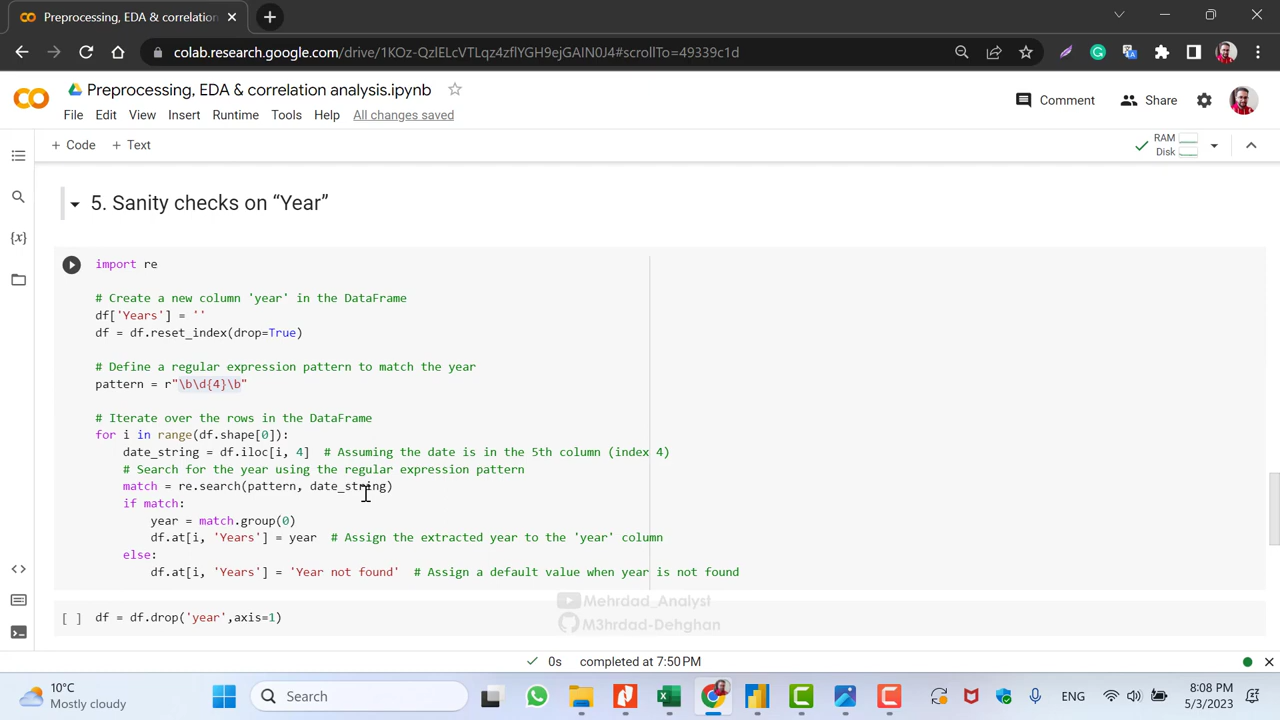 Preprocessing, EDA & correlation
colab.research.google.com/drive/1KOz-QzlELcVTLqz4zflYGH9ejGAIN0J4#scrollTo=49339c1d
Preprocessing, EDA & correlation analysis.ipynb
Comment
Share
File Edit View Insert Runtime Tools Help All changes saved
+ Code + Text
RAM
Disk
5. Sanity checks on “Year”
import re
# Create a new column 'year' in the DataFrame
df['Years'] = ''
df = df.reset_index(drop=True)
# Define a regular expression pattern to match the year
pattern = r"\b\d{4}\b"
# Iterate over the rows in the DataFrame
for i in range(df.shape[0]):
date_string = df.iloc[i, 4] # Assuming the date is in the 5th column (index 4)
# Search for the year using the regular expression pattern
match = re.search(pattern, date_string)
if match:
year = match.group(0)
df.at[i, 'Years'] = year # Assign the extracted year to the 'year' column
else:
df.at[i, 'Years'] = 'Year not found' # Assign a default value when year is not found
Mehrdad_Analyst
[ ] df = df.drop('year',axis=1)
M3hrdad-Dehghan
0s completed at 7:50 PM
10°C
Mostly cloudy
Search
ENG
8:08 PM
5/3/2023